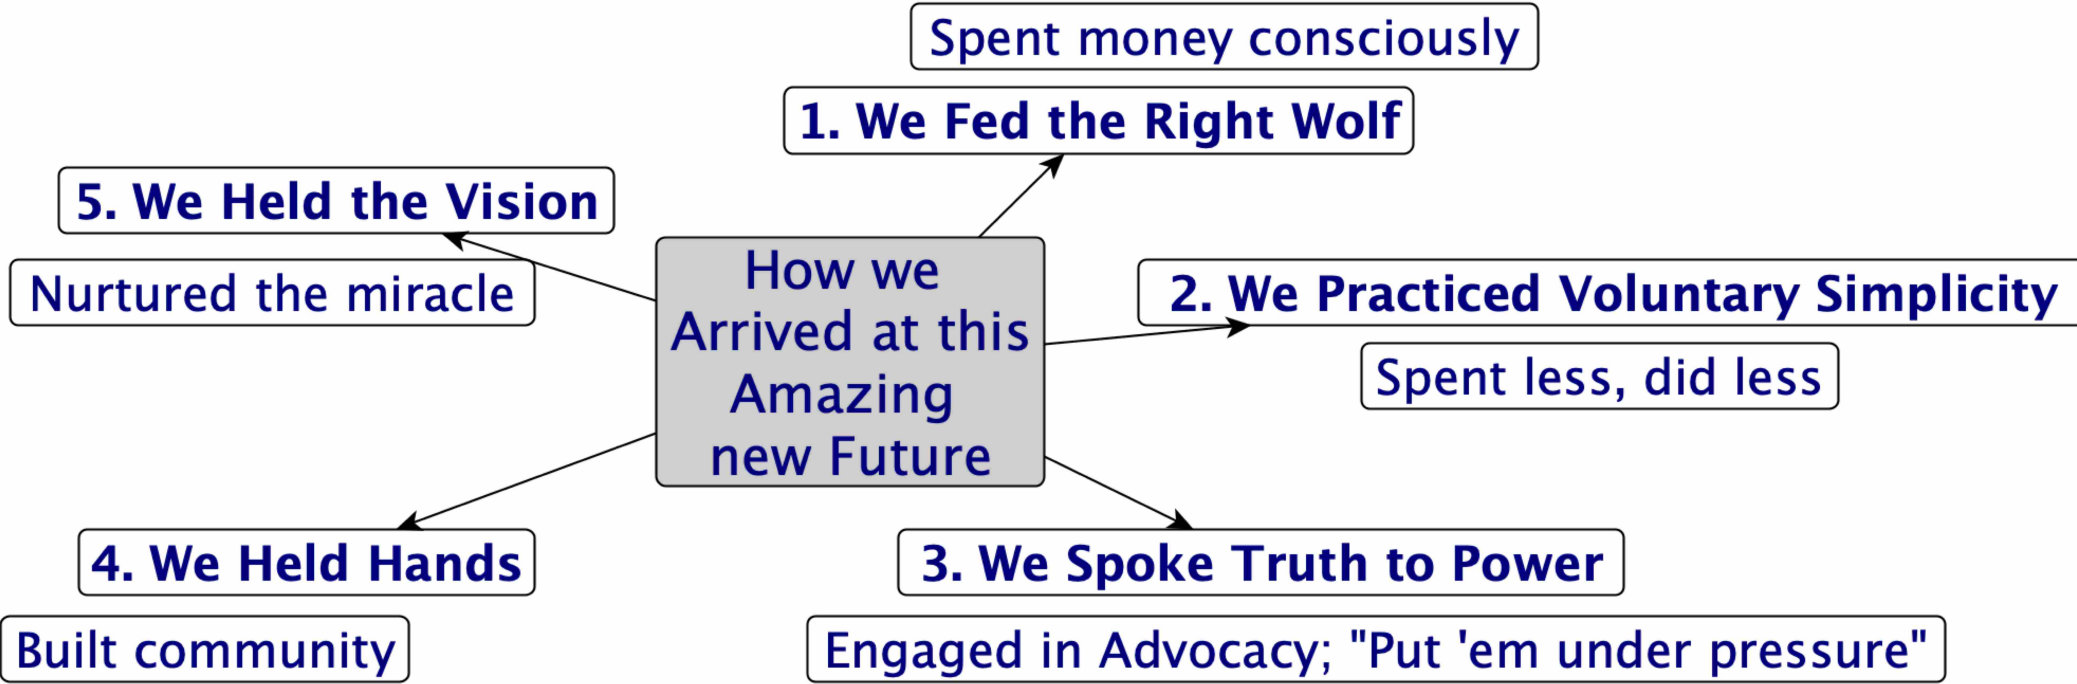 Spent money consciously
1. We Fed the Right Wolf
5. We Held the Vision
Nurtured the miracle
How we
Arrived at this
Amazing
new Future
2. We Practiced Voluntary Simplicity
Spent less, did less
4. We Held Hands
Built community
3. We Spoke Truth to Power
Engaged in Advocacy; "Put 'em under pressure"